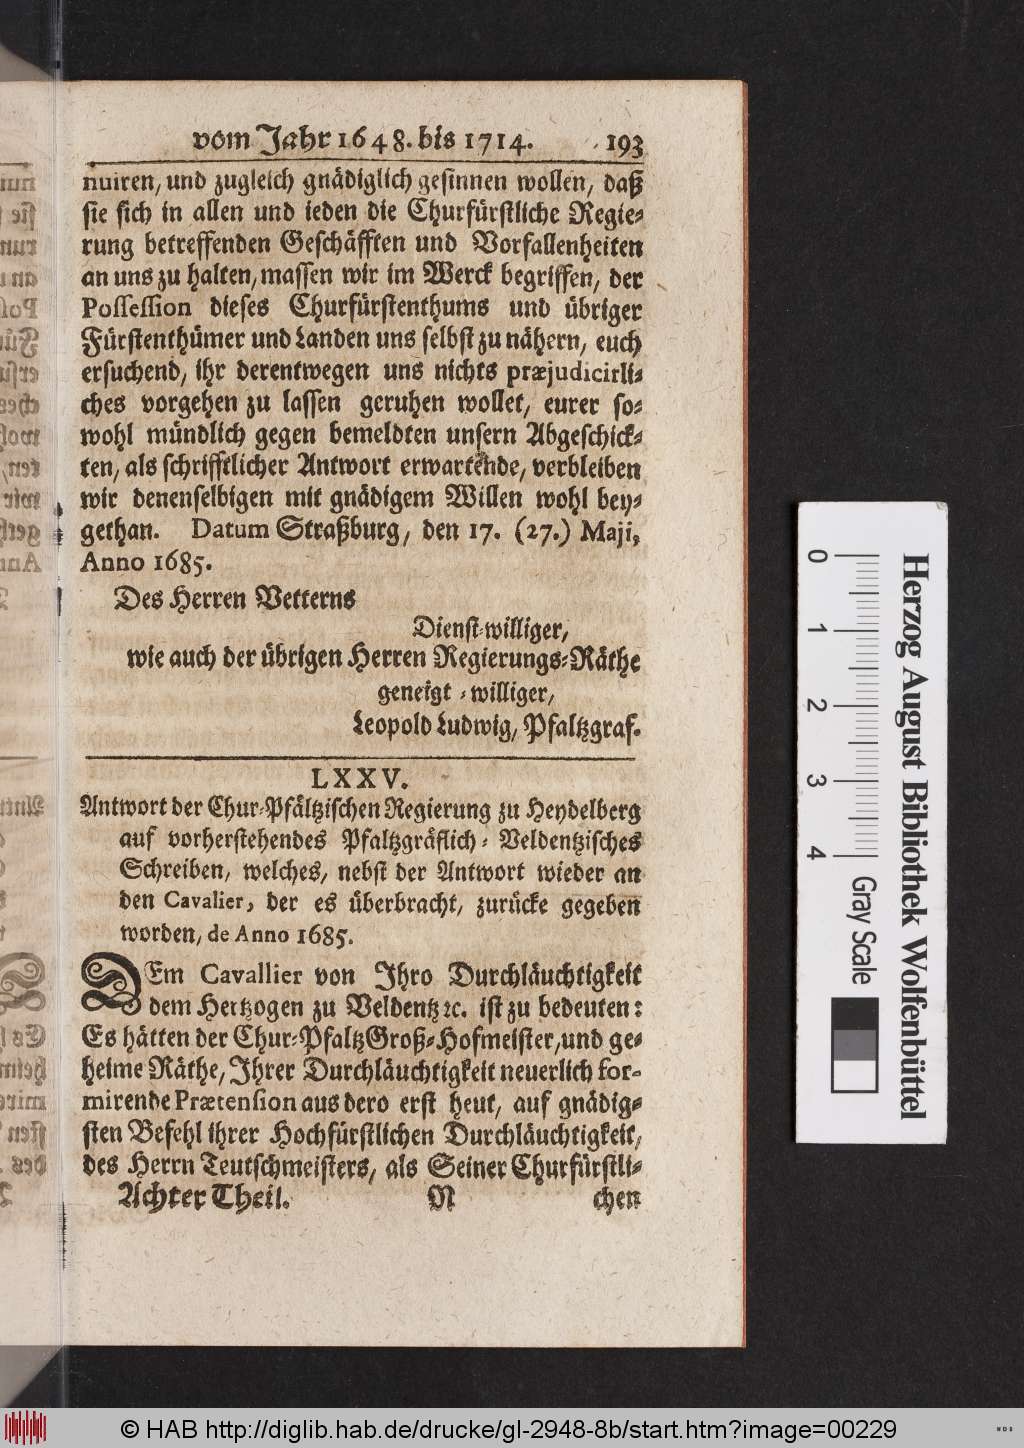 vom Jahr 1648. bis 1714. 193
nuiren, und zugleich gnädiglich gesinnen wollen, daß
sie sich in allen und ieden die Churfürstliche Regie-
rung betreffenden Geschäfften und Vorfallenheiten
an uns zu halten, massen wir im Werck begriffen, der
Possession dieses Churfürstenthums und übriger
Fürstenthümer und Landen uns selbst zu nähern, euch
ersuchend, ihr derentwegen uns nichts præjudicirli-
ches vorgehen zu lassen geruhen wollet, eurer so-
wohl mündlich gegen bemeldten unsern Abgeschick-
ten, als schrifftlicher Antwort erwartende, verbleiben
wir denenselbigen mit gnädigem Willen wohl bey-
gethan. Datum Straßburg, den 17. (27.) Maji,
Anno 1685.
Des Herren Vetterns
Dienst-williger,
wie auch der übrigen Herren Regierungs-Räthe
geneigt-williger,
Leopold Ludwig, Pfaltzgraf.
LXXV.
Antwort der Chur-Pfältzischen Regierung zu Heydelberg
auf vorherstehendes Pfaltzgräflich-Veldentzisches
Schreiben, welches, nebst der Antwort wieder an
den Cavalier, der es überbracht, zurücke gegeben
worden, de Anno 1685.
DEm Cavallier von Ihro Durchläuchtigkeit
dem Hertzogen zu Veldentz ꝛc. ist zu bedeuten:
Es hätten der Chur-Pfaltz Groß-Hofmeister, und ge-
heime Räthe, Ihrer Durchläuchtigkeit neuerlich for-
mirende Prætension aus dero erst heut, auf gnädig-
sten Befehl ihrer Hochfürstlichen Durchläuchtigkeit,
des Herrn Teutschmeisters, als Seiner Churfürstli-
Achter Theil. N chen
Herzog August Bibliothek Wolfenbüttel
0 1 2 3 4 Gray Scale
© HAB http://diglib.hab.de/drucke/gl-2948-8b/start.htm?image=00229